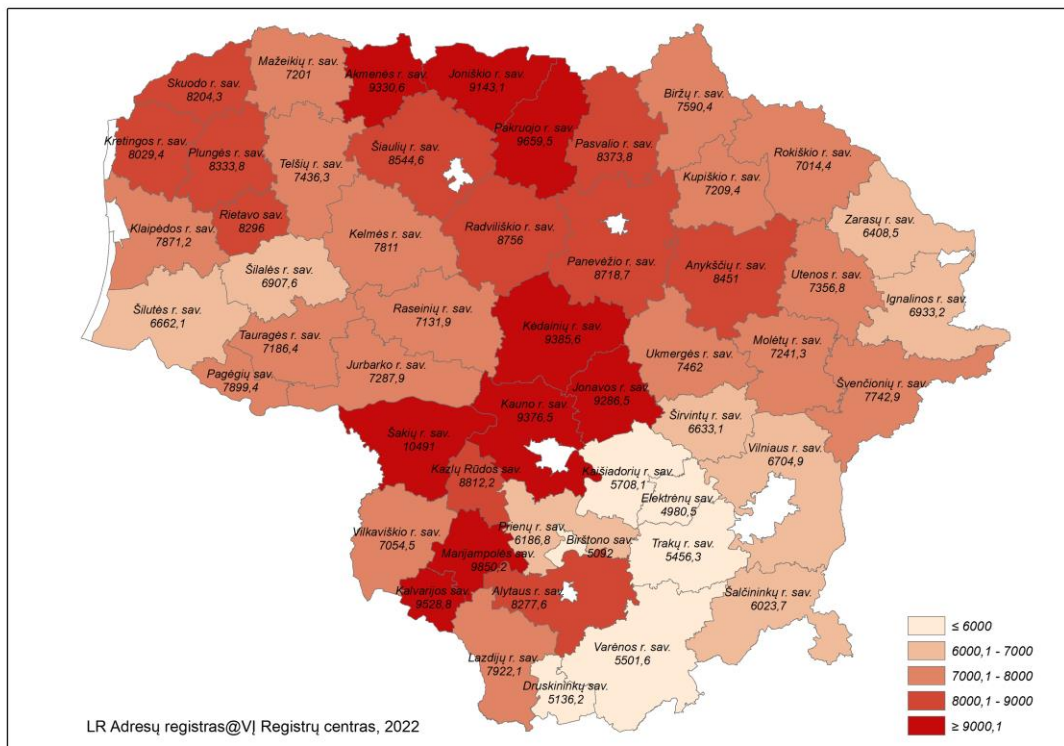 Mažeikių r. sav.
7201
Akmenės r. sav.
9330,6
Joniškio r. sav.
9143,1
Skuodo r. sav.
8204,3
Biržų r. sav.
7590,4
Pakruojo r. sav.
9659,5
Pasvalio r. sav.
8373,8
Kretingos r. sav.
8029,4
Plungės r. sav.
8333,8
Telšių r. sav.
7436,3
Šiaulių r. sav.
8544,6
Rokiškio r. sav.
7014,4
Kupiškio r. sav.
7209,4
Klaipėdos r. sav.
7871,2
Rietavo sav.
8296
Kelmės r. sav.
7811
Radviliškio r. sav.
8756
Zarasų r. sav.
6408,5
Panevėžio r. sav.
8718,7
Anykščių r. sav.
8451
Utenos r. sav.
7356,8
Šilalės r. sav.
6907,6
Ignalinos r. sav.
6933,2
Šilutės r. sav.
6662,1
Raseinių r. sav.
7131,9
Kėdainių r. sav.
9385,6
Tauragės r. sav.
7186,4
Ukmergės r. sav.
7462
Molėtų r. sav.
7241,3
Pagėgių sav.
7899,4
Jurbarko r. sav.
7287,9
Jonavos r. sav.
9286,5
Švenčionių r. sav.
7742,9
Kauno r. sav.
9376,5
Širvintų r. sav.
6633,1
Šakių r. sav.
10491
Vilniaus r. sav.
6704,9
Kazlų Rūdos sav.
8812,2
Kaišiadorių r. sav.
5708,1
Elektrėnų sav.
4980,5
Vilkaviškio r. sav.
7054,5
Prienų r. sav.
6186,8
Birštono sav.
5092
Trakų r. sav.
5456,3
Marijampolės sav.
9850,2
Kalvarijos sav.
9528,8
Alytaus r. sav.
8277,6
Šalčininkų r. sav.
6023,7
Varėnos r. sav.
5501,6
Lazdijų r. sav.
7922,1
Druskininkų sav.
5136,2
≤ 6000
6000,1 - 7000
7000,1 - 8000
8000,1 - 9000
≥ 9000,1
LR Adresų registras@VĮ Registrų centras, 2022